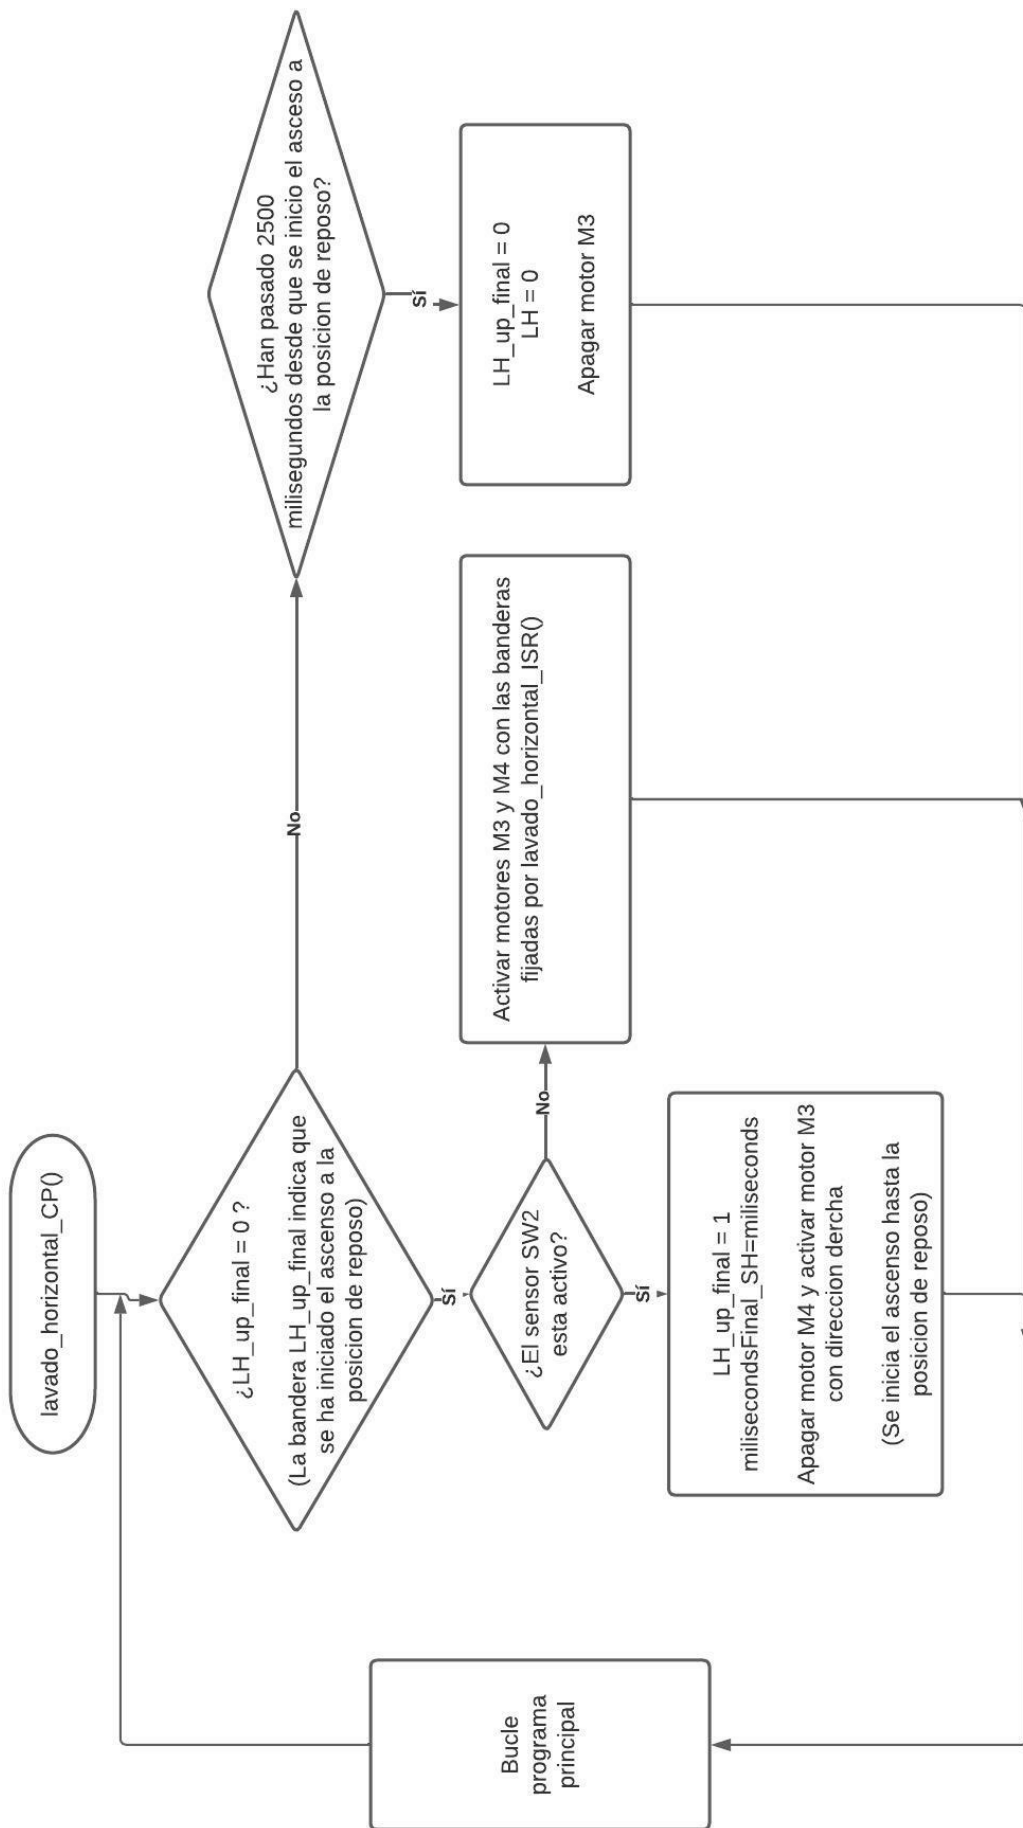 lavado_horizontal_CP()
¿LH_up_final = 0 ?
(La bandera LH_up_final indica que
se ha iniciado el ascenso a la
posicion de reposo)
No
¿Han pasado 2500
milisegundos desde que se inicio el asceso a
la posicion de reposo?
Sí
¿El sensor SW2
esta activo?
No
Activar motores M3 y M4 con las banderas
fijadas por lavado_horizontal_ISR()
Sí
LH_up_final = 0
LH = 0
Apagar motor M3
Sí
LH_up_final = 1
milisecondsFinal_SH=miliseconds
Apagar motor M4 y activar motor M3
con direccion dercha
(Se inicia el ascenso hasta la
posicion de reposo)
Bucle
programa
principal